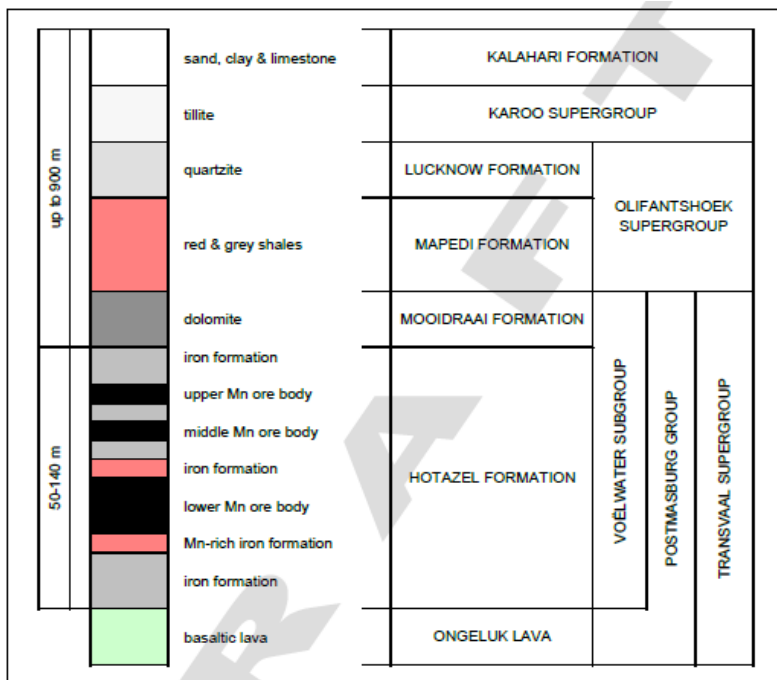 sand, clay & limestone
KALAHARI FORMATION
tillite
KAROO SUPERGROUP
up to 900 m
quartzite
LUCKNOW FORMATION
OLIFANTSHOEK
SUPERGROUP
red & grey shales
MAPEDI FORMATION
dolomite
MOOIDRAAI FORMATION
iron formation
upper Mn ore body
middle Mn ore body
50-140 m
iron formation
HOTAZEL FORMATION
lower Mn ore body
Mn-rich iron formation
iron formation
VOËLWATER SUBGROUP
POSTMASBURG GROUP
TRANSVAAL SUPERGROUP
basaltic lava
ONGELUK LAVA
RAFT